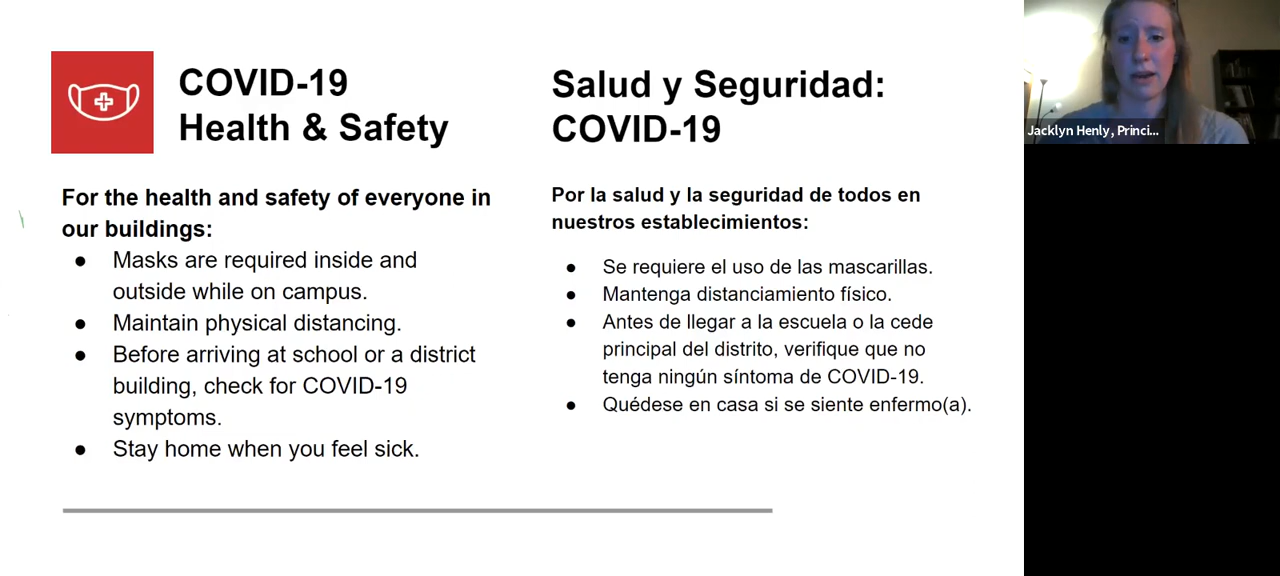 COVID-19
Health & Safety
For the health and safety of everyone in
our buildings:
● Masks are required inside and
outside while on campus.
● Maintain physical distancing.
● Before arriving at school or a district
building, check for COVID-19
symptoms.
● Stay home when you feel sick.
Salud y Seguridad:
COVID-19
Por la salud y la seguridad de todos en
nuestros establecimientos:
● Se requiere el uso de las mascarillas.
● Mantenga distanciamiento físico.
● Antes de llegar a la escuela o la cede
principal del distrito, verifique que no
tenga ningún síntoma de COVID-19.
● Quédese en casa si se siente enfermo(a).
Jacklyn Henly, Princi...